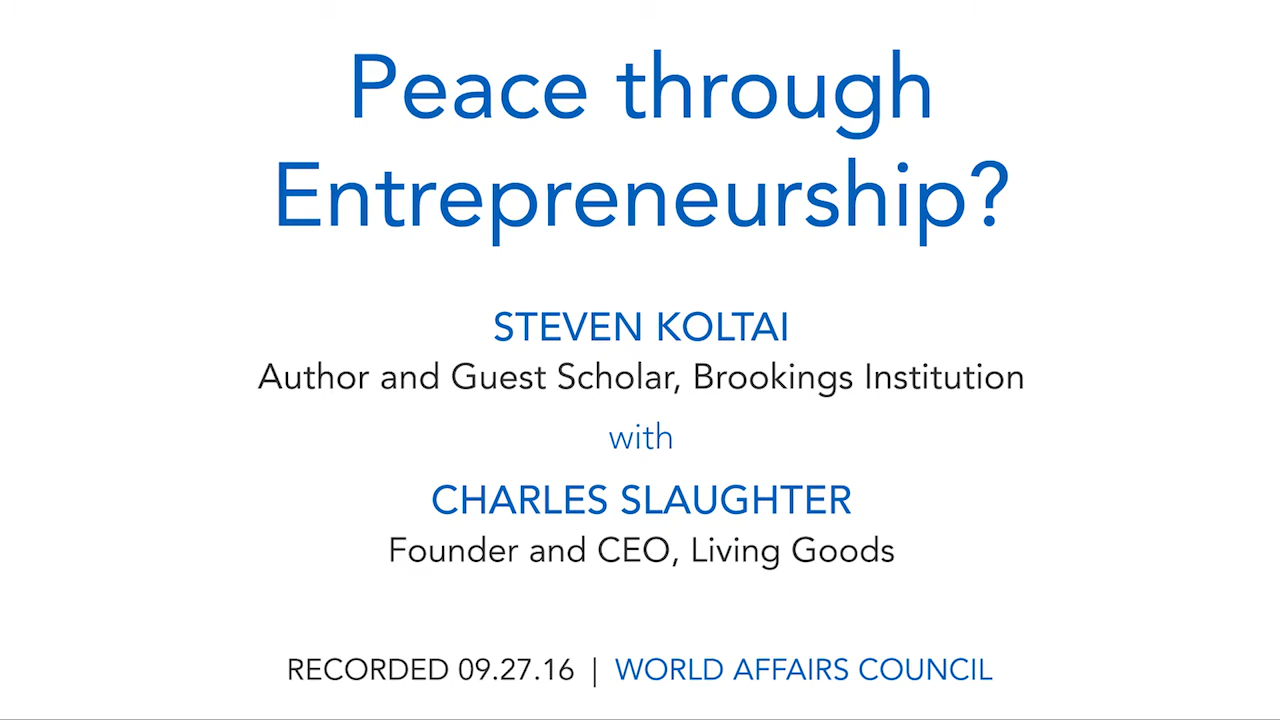 Peace through
Entrepreneurship?
STEVEN KOLTAI
Author and Guest Scholar, Brookings Institution
with
CHARLES SLAUGHTER
Founder and CEO, Living Goods
RECORDED 09.27.16 | WORLD AFFAIRS COUNCIL